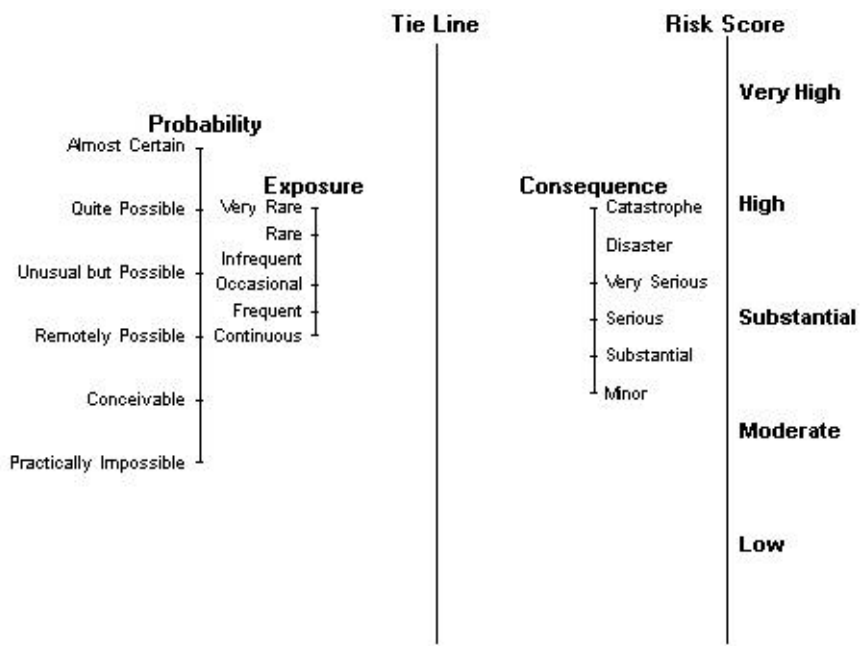 Tie Line
Risk Score
Very High
Probability
Almost Certain
Quite Possible
Unusual but Possible
Remotely Possible
Conceivable
Practically Impossible
Exposure
Very Rare
Rare
Infrequent
Occasional
Frequent
Continuous
Consequence
Catastrophe
Disaster
Very Serious
Serious
Substantial
Minor
High
Substantial
Moderate
Low